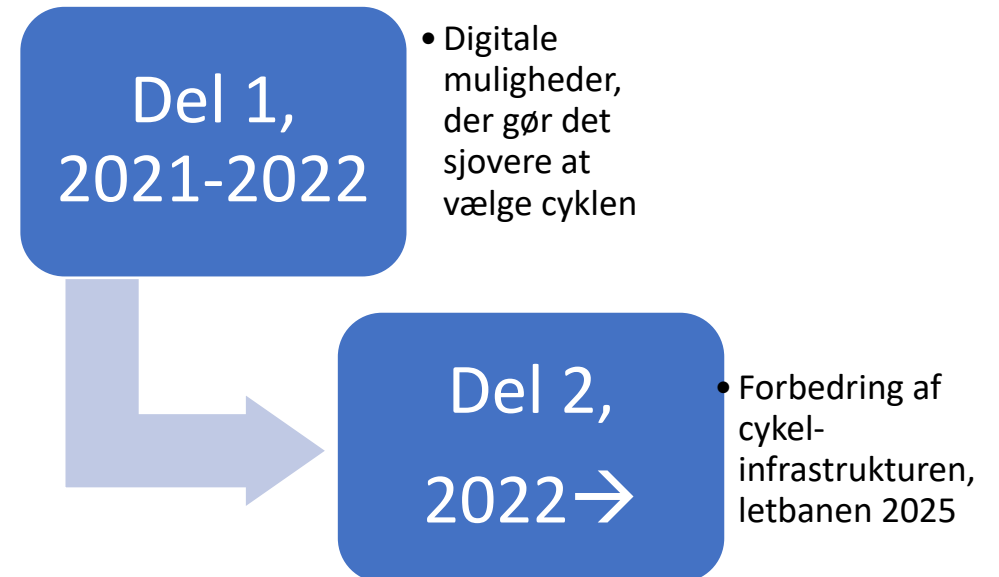 Del 1,
2021-2022
• Digitale
muligheder,
der gør det
sjovere at
vælge cyklen
Del 2,
2022→
• Forbedring af
cykel-
infrastrukturen,
letbanen 2025